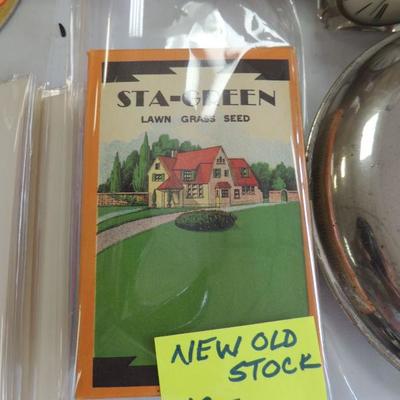 STA-GREEN
LAWN GRASS SEED
NEW OLD
STOCK